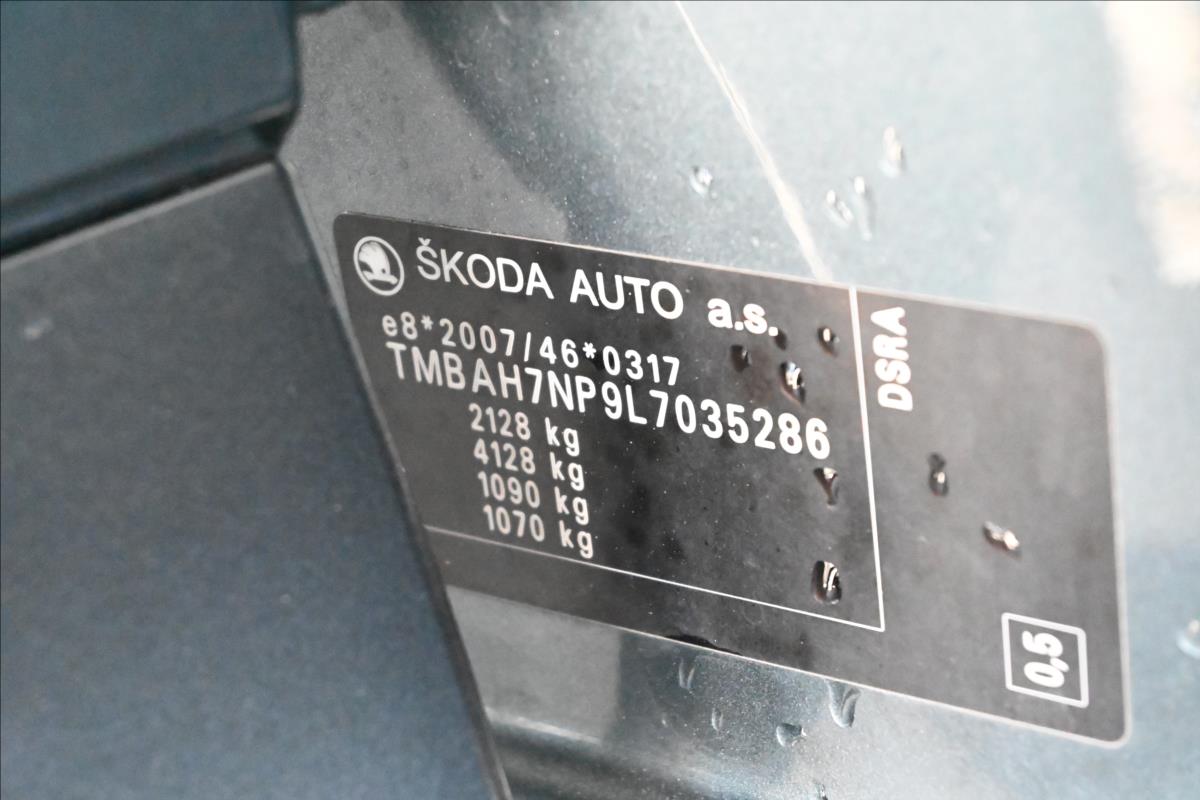 ŠKODA AUTO a.s.
e8*2007/46*0317
TMBAH7NP9L7035286
2128 kg
4128 kg
1090 kg
1070 kg
DSRA
0,5